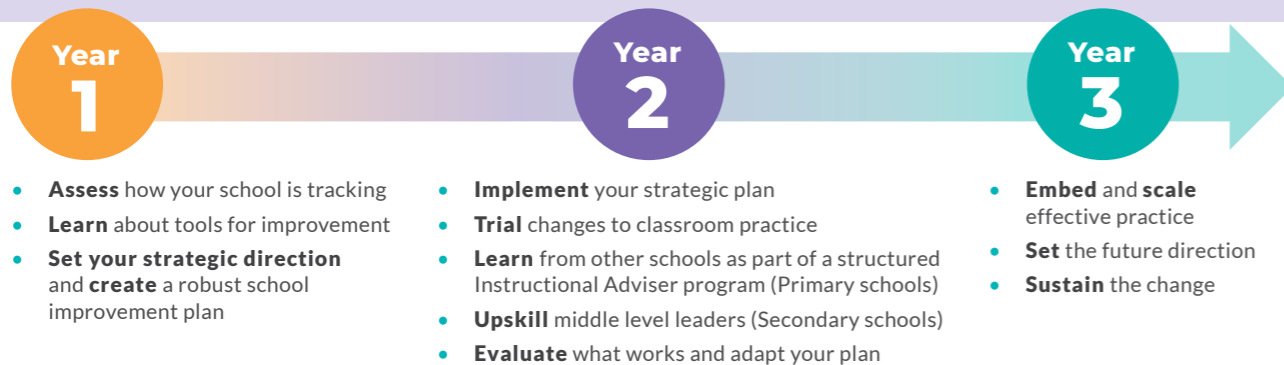 Year
1
Year
2
Year
3
• Assess how your school is tracking
• Learn about tools for improvement
• Set your strategic direction
and create a robust school
improvement plan
• Implement your strategic plan
• Trial changes to classroom practice
• Learn from other schools as part of a structured
Instructional Adviser program (Primary schools)
• Upskill middle level leaders (Secondary schools)
• Evaluate what works and adapt your plan
• Embed and scale
effective practice
• Set the future direction
• Sustain the change